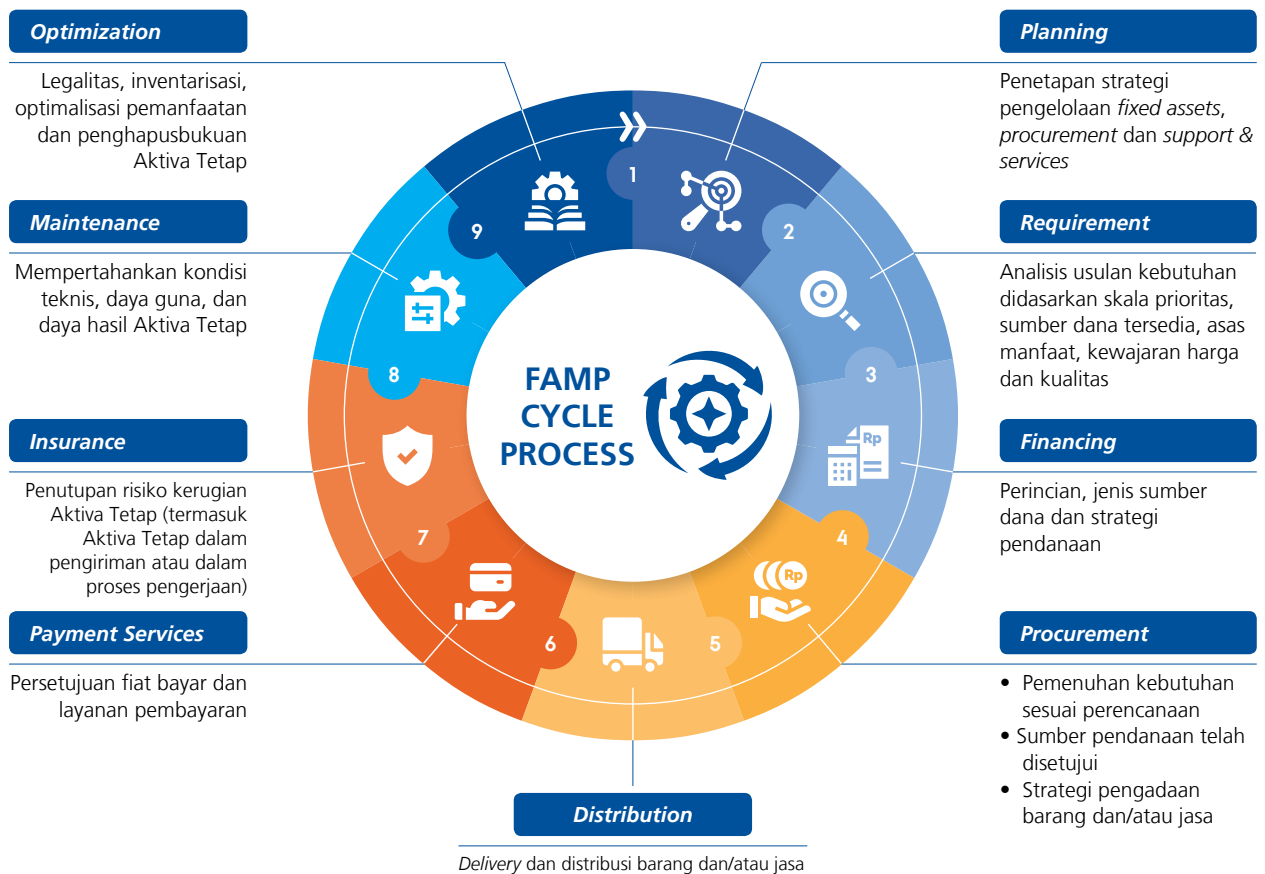 Planning
Penetapan strategi
pengelolaan fixed assets,
procurement dan support &
services
Requirement
Analisis usulan kebutuhan
didasarkan skala prioritas,
sumber dana tersedia, asas
manfaat, kewajaran harga
dan kualitas
Financing
Perincian, jenis sumber
dana dan strategi
pendanaan
Procurement
• Pemenuhan kebutuhan
sesuai perencanaan
• Sumber pendanaan telah
disetujui
• Strategi pengadaan
barang dan/atau jasa
Distribution
Delivery dan distribusi barang dan/atau jasa
Payment Services
Persetujuan fiat bayar dan
layanan pembayaran
Insurance
Penutupan risiko kerugian
Aktiva Tetap (termasuk
Aktiva Tetap dalam
pengiriman atau dalam
proses pengerjaan)
Maintenance
Mempertahankan kondisi
teknis, daya guna, dan
daya hasil Aktiva Tetap
Optimization
Legalitas, inventarisasi,
optimalisasi pemanfaatan
dan penghapusbukuan
Aktiva Tetap
FAMP
CYCLE
PROCESS
1
2
3
Rp
4
Rp
5
6
7
8
9